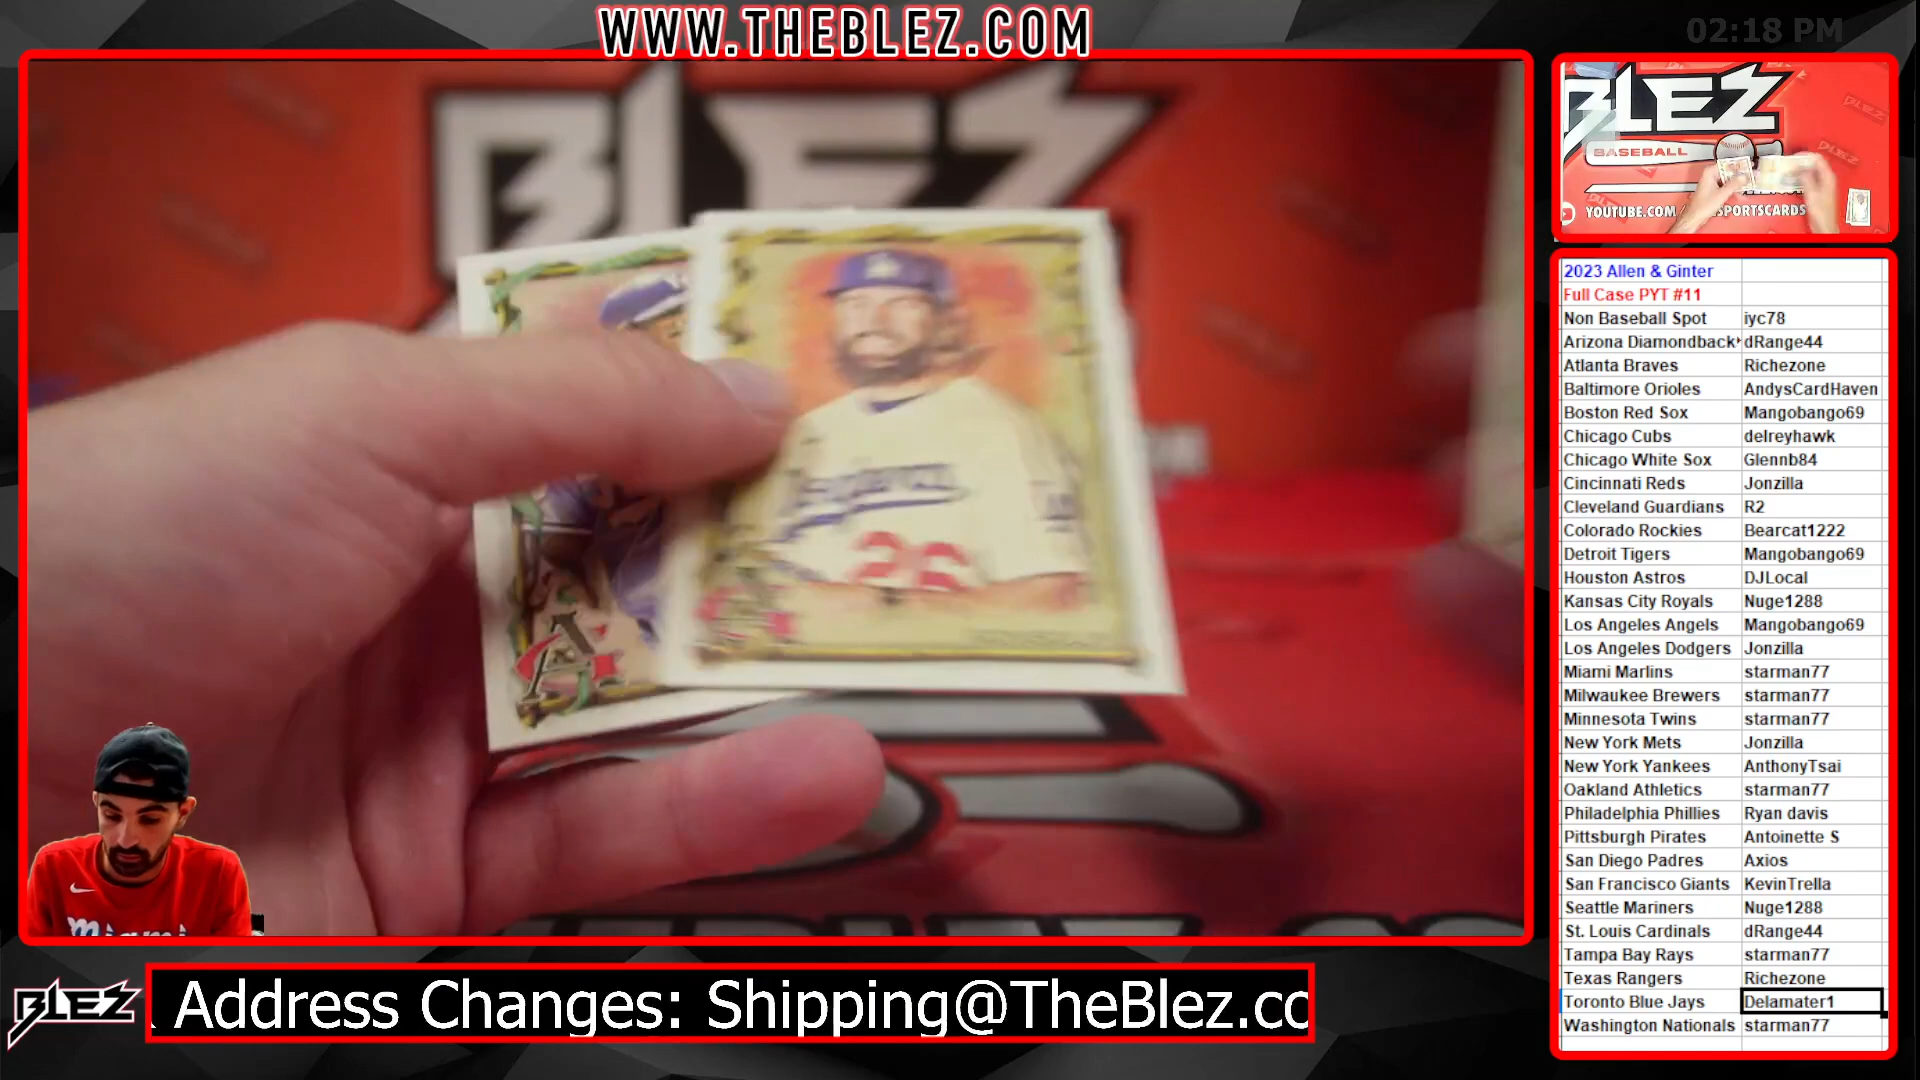 WWW.THEBLEZ.COM
02:18 PM
BLEZ
BLEZ
BASEBALL
YOUTUBE.COM/
SPORTSCARDS
Dodgers
26
A
2023 Allen & Ginter
Full Case PYT #11
Non Baseball Spot iyc78
Arizona Diamondback dRange44
Atlanta Braves Richezone
Baltimore Orioles AndysCardHaven
Boston Red Sox Mangobango69
Chicago Cubs delreyhawk
Chicago White Sox Glennb84
Cincinnati Reds Jonzilla
Cleveland Guardians R2
Colorado Rockies Bearcat1222
Detroit Tigers Mangobango69
Houston Astros DJLocal
Kansas City Royals Nuge1288
Los Angeles Angels Mangobango69
Los Angeles Dodgers Jonzilla
Miami Marlins starman77
Milwaukee Brewers starman77
Minnesota Twins starman77
New York Mets Jonzilla
New York Yankees AnthonyTsai
Oakland Athletics starman77
Philadelphia Phillies Ryan davis
Pittsburgh Pirates Antoinette S
San Diego Padres Axios
San Francisco Giants KevinTrella
Seattle Mariners Nuge1288
St. Louis Cardinals dRange44
Tampa Bay Rays starman77
Texas Rangers Richezone
Toronto Blue Jays Delamater1
Washington Nationals starman77
Miami
BLEZ
Address Changes: Shipping@TheBlez.co